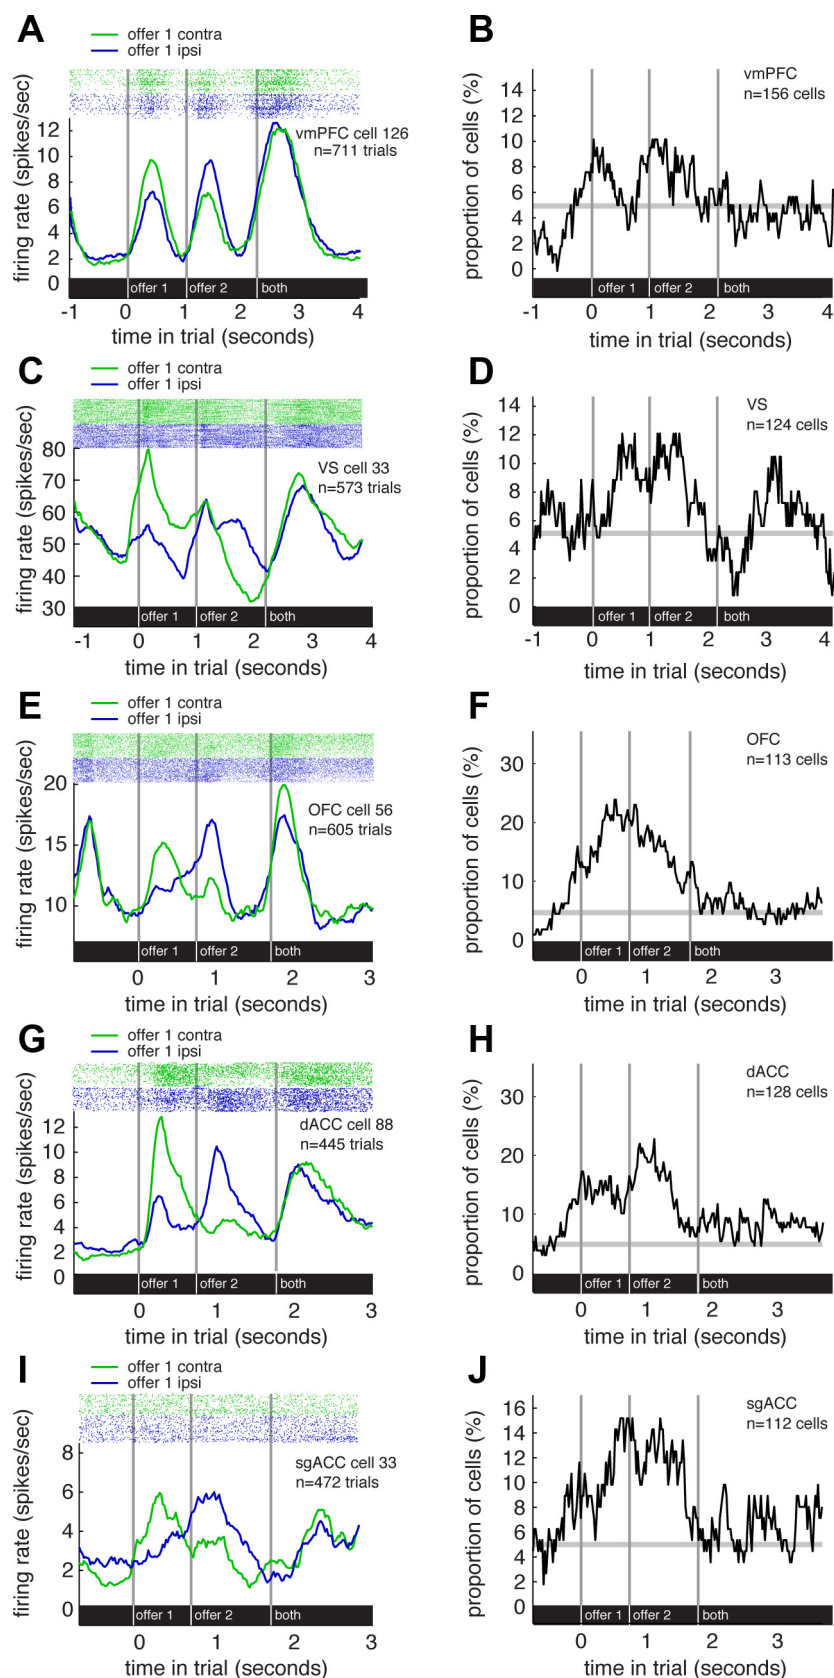 A
offer 1 contra
offer 1 ipsi
firing rate (spikes/sec)
12
10
8
6
4
2
0
vmPFC cell 126
n=711 trials
offer 1 offer 2 both
-1 0 1 2 3 4
time in trial (seconds)
B
proportion of cells (%)
14
12
10
8
6
4
2
0
vmPFC
n=156 cells
offer 1 offer 2 both
-1 0 1 2 3 4
time in trial (seconds)
C
offer 1 contra
offer 1 ipsi
firing rate (spikes/sec)
80
70
60
50
40
30
VS cell 33
n=573 trials
offer 1 offer 2 both
-1 0 1 2 3 4
time in trial (seconds)
D
proportion of cells (%)
14
12
10
8
6
4
2
0
VS
n=124 cells
offer 1 offer 2 both
-1 0 1 2 3 4
time in trial (seconds)
E
offer 1 contra
offer 1 ipsi
firing rate (spikes/sec)
20
15
10
OFC cell 56
n=605 trials
offer 1 offer 2 both
0 1 2 3
time in trial (seconds)
F
proportion of cells (%)
30
20
10
0
OFC
n=113 cells
offer 1 offer 2 both
0 1 2 3
time in trial (seconds)
G
offer 1 contra
offer 1 ipsi
firing rate (spikes/sec)
12
10
8
6
4
2
0
dACC cell 88
n=445 trials
offer 1 offer 2 both
0 1 2 3
time in trial (seconds)
H
proportion of cells (%)
30
20
10
0
dACC
n=128 cells
offer 1 offer 2 both
0 1 2 3
time in trial (seconds)
I
offer 1 contra
offer 1 ipsi
firing rate (spikes/sec)
8
6
4
2
0
sgACC cell 33
n=472 trials
offer 1 offer 2 both
0 1 2 3
time in trial (seconds)
J
proportion of cells (%)
16
14
12
10
8
6
4
2
0
sgACC
n=112 cells
offer 1 offer 2 both
0 1 2 3
time in trial (seconds)